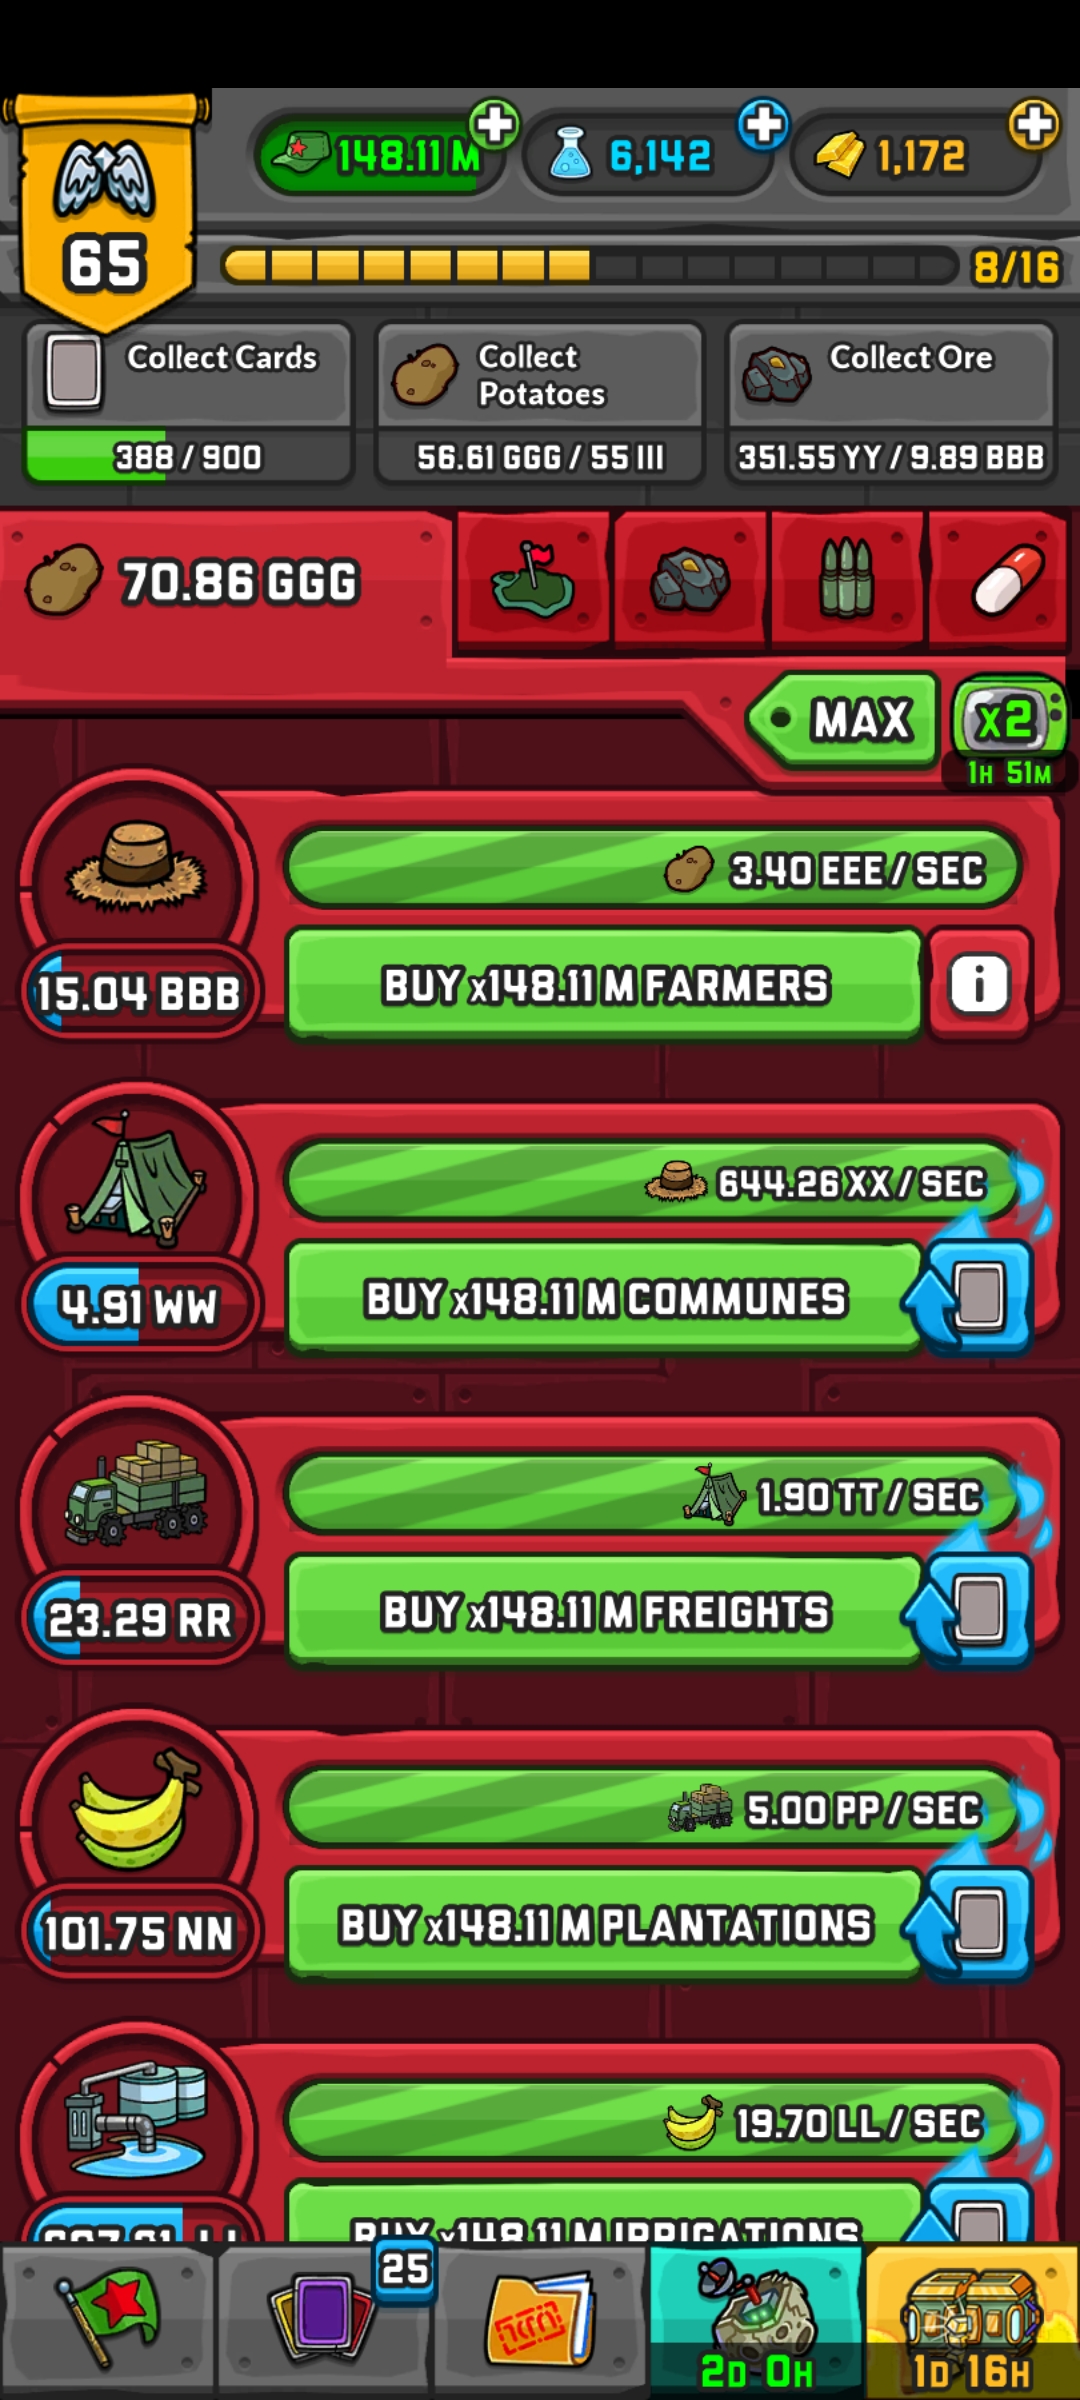 148.11 M
6,142
1,172
65
8/16
Collect Cards
388 / 900
Collect
Potatoes
56.61 GGG / 55 III
Collect Ore
351.55 YY / 9.89 BBB
70.86 GGG
MAX
x2
1H 51M
3.40 EEE / SEC
15.04 BBB
BUY x148.11 M FARMERS
i
644.26 XX / SEC
4.91 WW
BUY x148.11 M COMMUNES
1.90 TT / SEC
23.29 RR
BUY x148.11 M FREIGHTS
5.00 PP / SEC
101.75 NN
BUY x148.11 M PLANTATIONS
19.70 LL / SEC
BUY x148.11 M IRRIGATIONS
25
2D 0H
1D 16H